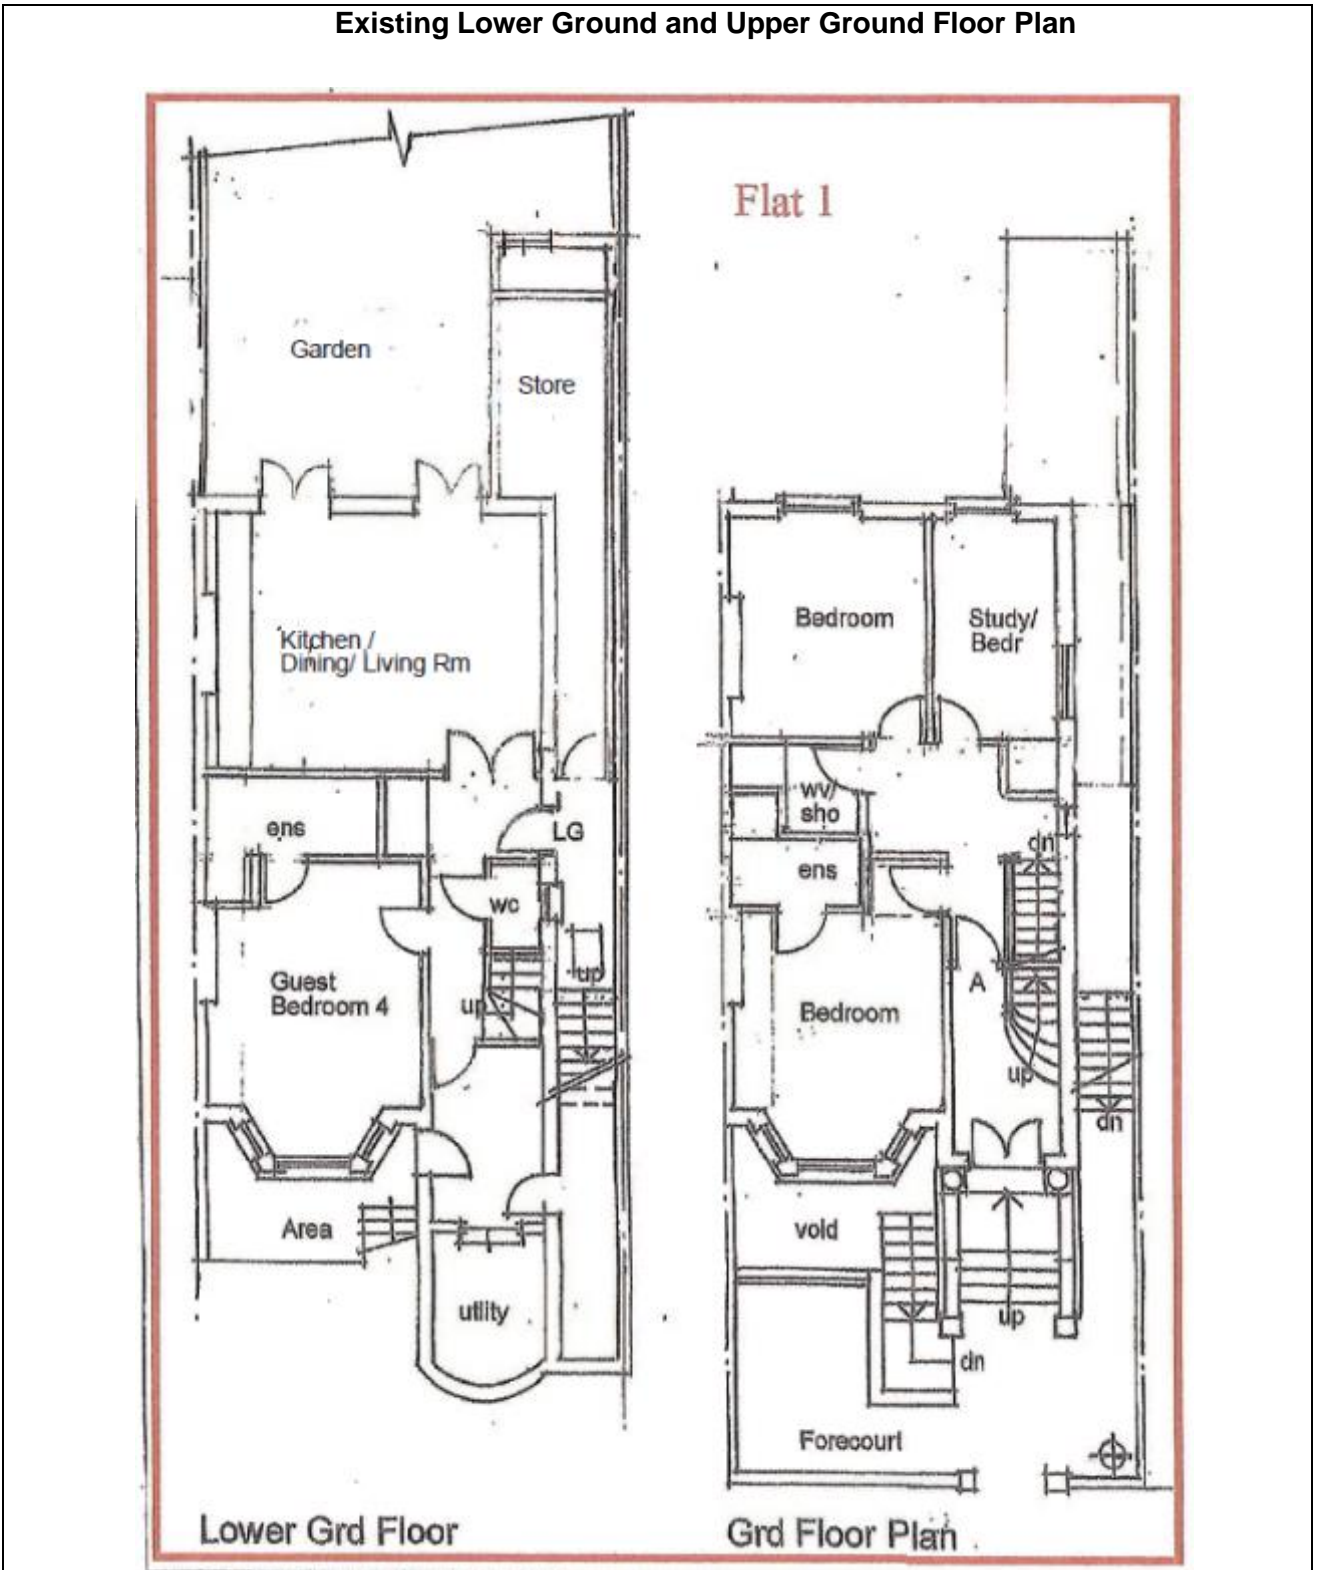 Existing Lower Ground and Upper Ground Floor Plan
Flat 1
Garden
Store
Kitchen /
Dining/ Living Rm
ens
LG
wc
Guest
Bedroom 4
up
up
Area
utility
Lower Grd Floor
Bedroom
Study/
Bedr
wv/
sho
ens
dn
A
Bedroom
up
dn
void
up
dn
Forecourt
Grd Floor Plan